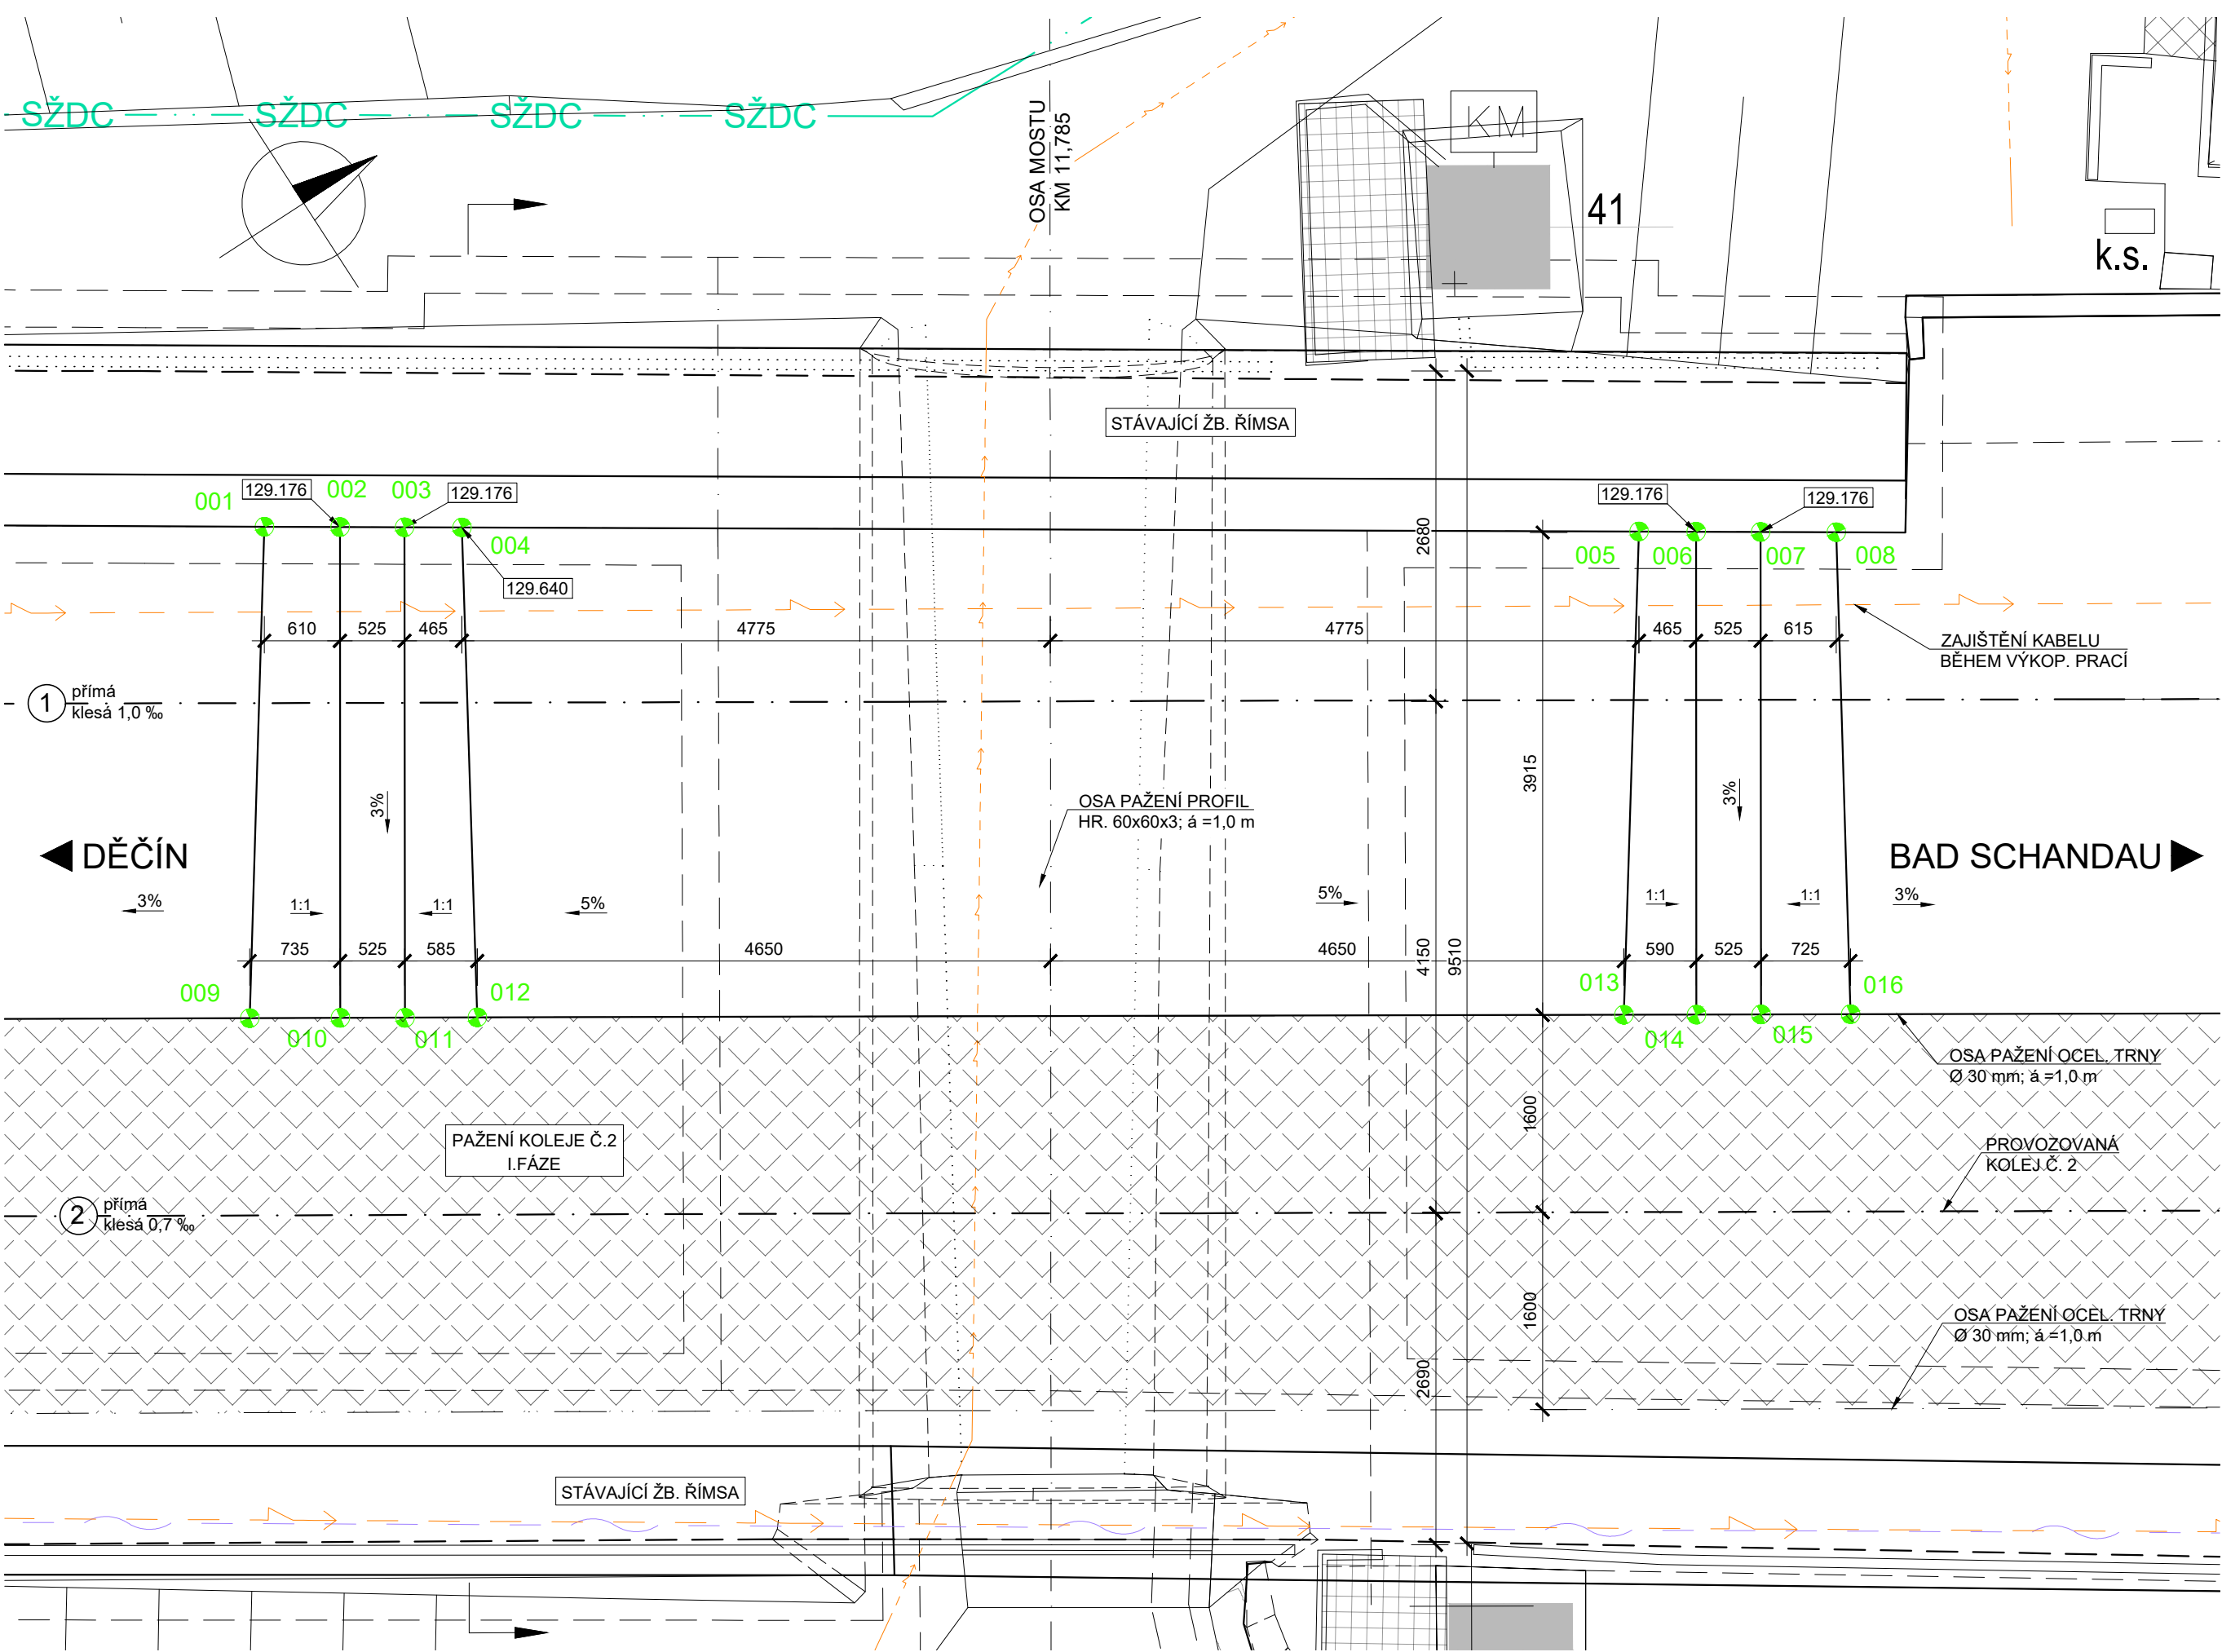 SŽDC SŽDC SŽDC SŽDC
OSA MOSTU
KM 11,785
KM
41
k.s.
STÁVAJÍCÍ ŽB. ŘÍMSA
001
129.176
002
003
129.176
004
129.640
129.176
129.176
005
006
007
008
2680
610
525
465
4775
4775
465
525
615
ZAJIŠTĚNÍ KABELU
BĚHEM VÝKOP. PRACÍ
1
přímá
klesá 1,0 ‰
3%
3915
3%
OSA PAŽENÍ PROFIL
HR. 60x60x3; á =1,0 m
DĚČÍN
BAD SCHANDAU
3%
1:1
1:1
5%
5%
1:1
1:1
3%
735
525
585
4650
4650
4150
9510
590
525
725
009
010
011
012
013
014
015
016
OSA PAŽENÍ OCEL. TRNY
Ø 30 mm; á =1,0 m
PAŽENÍ KOLEJE Č.2
I.FÁZE
1600
PROVOZOVANÁ
KOLEJ Č. 2
2
přímá
klesá 0,7 ‰
1600
OSA PAŽENÍ OCEL. TRNY
Ø 30 mm; á =1,0 m
2690
STÁVAJÍCÍ ŽB. ŘÍMSA